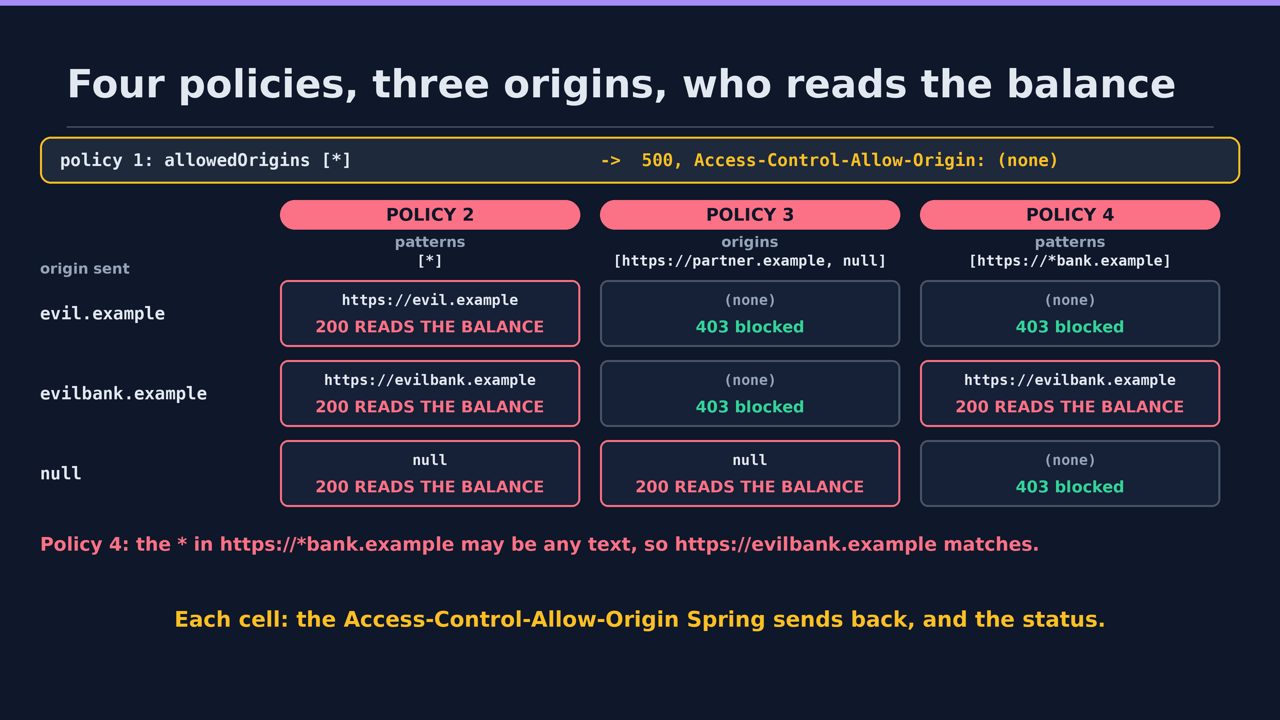 Four policies, three origins, who reads the balance
policy 1: allowedOrigins [*] -> 500, Access-Control-Allow-Origin: (none)
POLICY 2 POLICY 3 POLICY 4
patterns origins patterns
origin sent [*] [https://partner.example, null] [https://*bank.example]
https://evil.example (none) (none)
evil.example
200 READS THE BALANCE 403 blocked 403 blocked
https://evilbank.example (none) https://evilbank.example
evilbank.example
200 READS THE BALANCE 403 blocked 200 READS THE BALANCE
null null (none)
null
200 READS THE BALANCE 200 READS THE BALANCE 403 blocked
Policy 4: the * in https://*bank.example may be any text, so https://evilbank.example matches.
Each cell: the Access-Control-Allow-Origin Spring sends back, and the status.